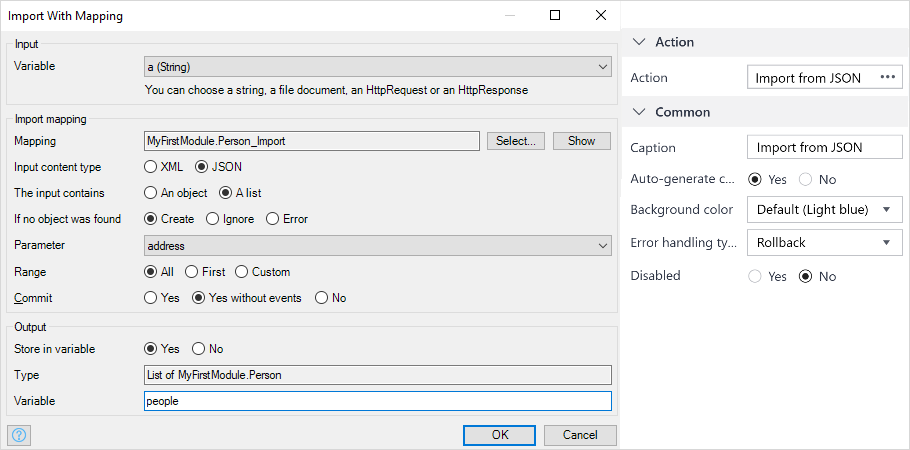 Import With Mapping
Input
Variable
a (String)
You can choose a string, a file document, an HttpRequest or an HttpResponse
Import mapping
Mapping
MyFirstModule.Person_Import
Select...
Show
Input content type
XML
JSON
The input contains
An object
A list
If no object was found
Create
Ignore
Error
Parameter
address
Range
All
First
Custom
Commit
Yes
Yes without events
No
Output
Store in variable
Yes
No
Type
List of MyFirstModule.Person
Variable
people
?
OK
Cancel
Action
Action
Import from JSON
•••
Common
Caption
Import from JSON
Auto-generate c...
Yes
No
Background color
Default (Light blue)
Error handling ty...
Rollback
Disabled
Yes
No